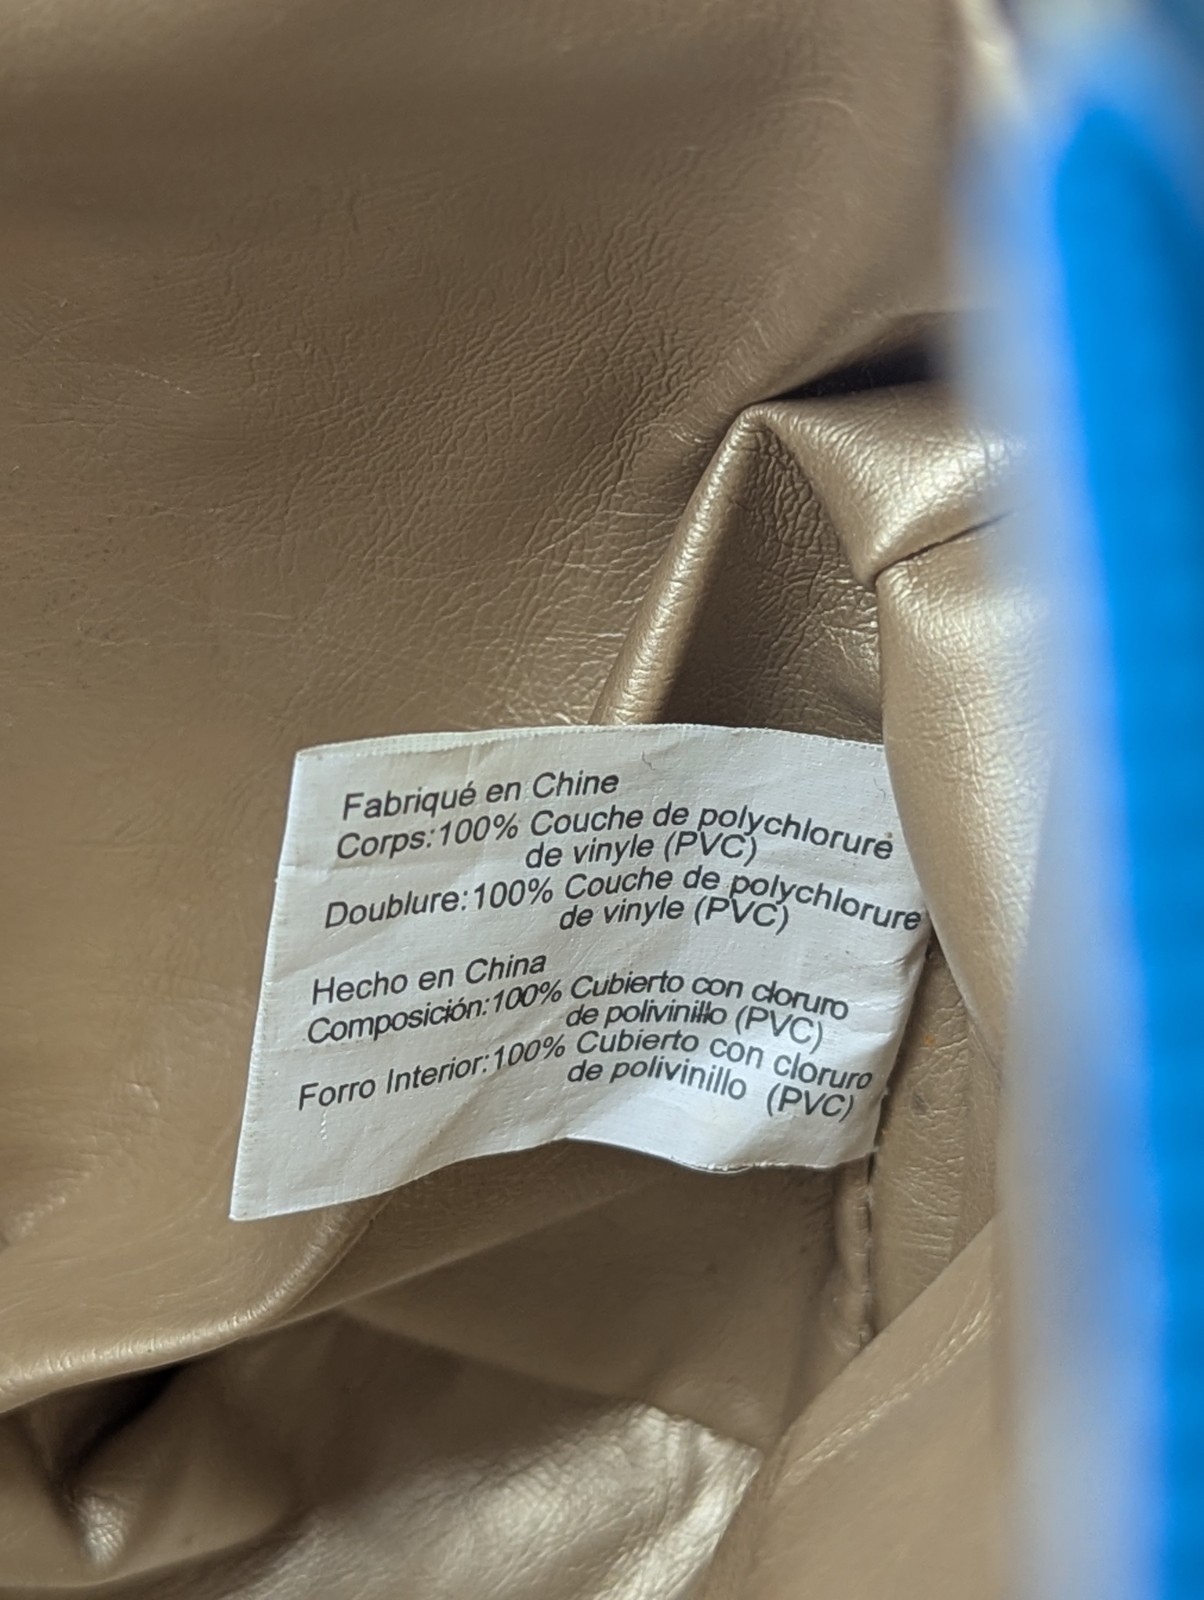 Fabriqué en Chine
Corps:100% Couche de polychlorure
de vinyle (PVC)
Doublure:100% Couche de polychlorure
de vinyle (PVC)
Hecho en China
Composición:100% Cubierto con cloruro
de polivinillo (PVC)
Forro Interior:100% Cubierto con cloruro
de polivinillo (PVC)